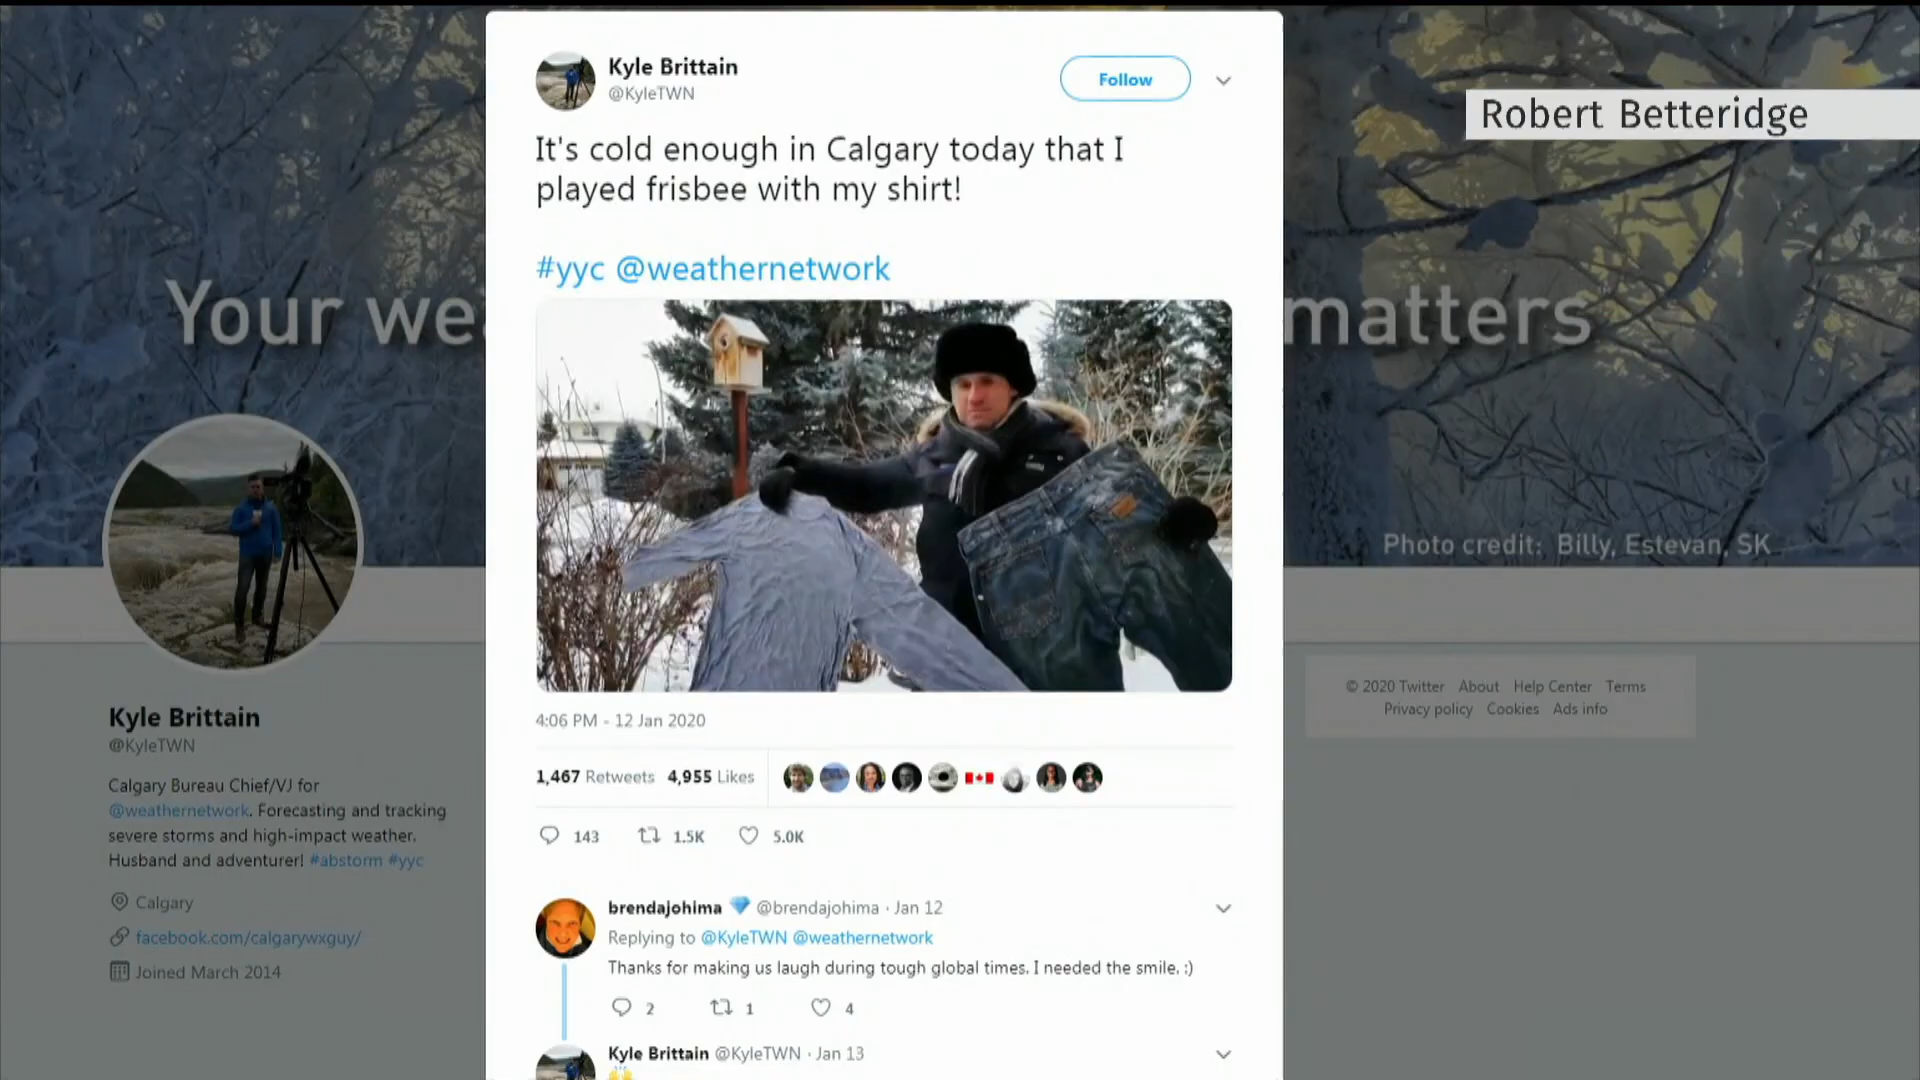 Kyle Brittain
@KyleTWN
Follow
Robert Betteridge
It's cold enough in Calgary today that I
played frisbee with my shirt!
#yyc @weathernetwork
Your we
matters
Photo credit: Billy, Estevan, SK
4:06 PM - 12 Jan 2020
1,467 Retweets 4,955 Likes
143 1.5K 5.0K
brendajohima @brendajohima · Jan 12
Replying to @KyleTWN @weathernetwork
Thanks for making us laugh during tough global times. I needed the smile. :)
2 1 4
Kyle Brittain @KyleTWN · Jan 13
Kyle Brittain
@KyleTWN
Calgary Bureau Chief/VJ for
@weathernetwork. Forecasting and tracking
severe storms and high-impact weather.
Husband and adventurer! #abstorm #yyc
Calgary
facebook.com/calgarywxguy/
Joined March 2014
© 2020 Twitter About Help Center Terms
Privacy policy Cookies Ads info